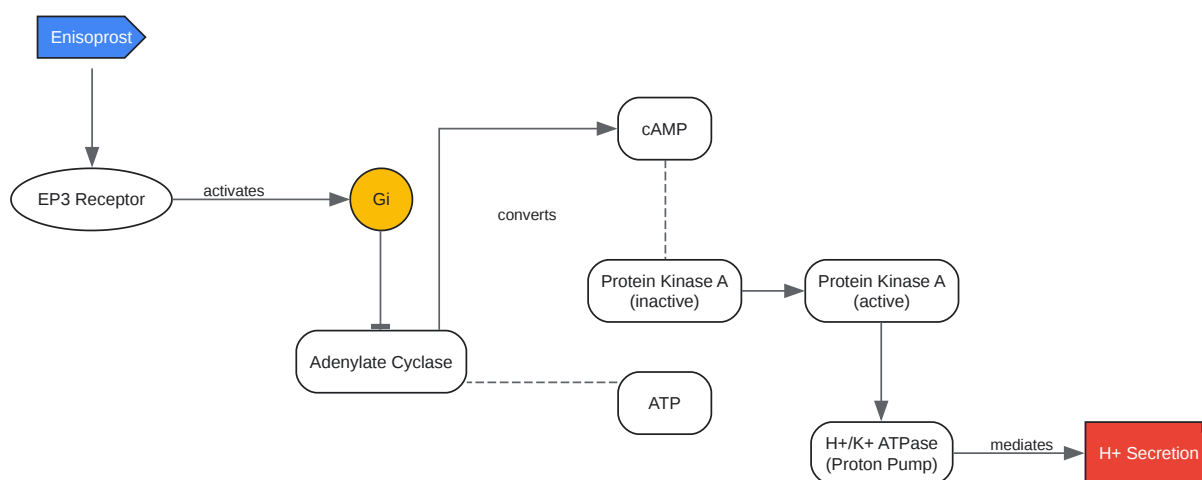 Enisoprost
cAMP
EP3 Receptor
activates
Gi
converts
Protein Kinase A
(inactive)
Protein Kinase A
(active)
Adenylate Cyclase
ATP
H+/K+ ATPase
(Proton Pump)
mediates
H+ Secretion